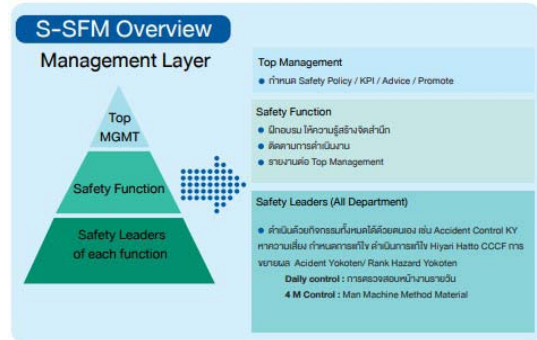 S-SFM Overview
Management Layer
Top
MGMT
Safety Function
Safety Leaders
of each function
Top Management
● กำหนด Safety Policy / KPI / Advice / Promote
Safety Function
● ฝึกอบรม ให้ความรู้สร้างจิตสำนึก
● ติดตามการดำเนินงาน
● รายงานต่อ Top Management
Safety Leaders (All Department)
● ดำเนินด้วยกิจกรรมทั้งหมดได้ด้วยตนเอง เช่น Accident Control KY
หาความเสี่ยง กำหนดการแก้ไข ดำเนินการแก้ไข Hiyari Hatto CCCF การ
ขยายผล Acident Yokoten/ Rank Hazard Yokoten
Daily control : การตรวจสอบหน้างานรายวัน
4 M Control : Man Machine Method Material